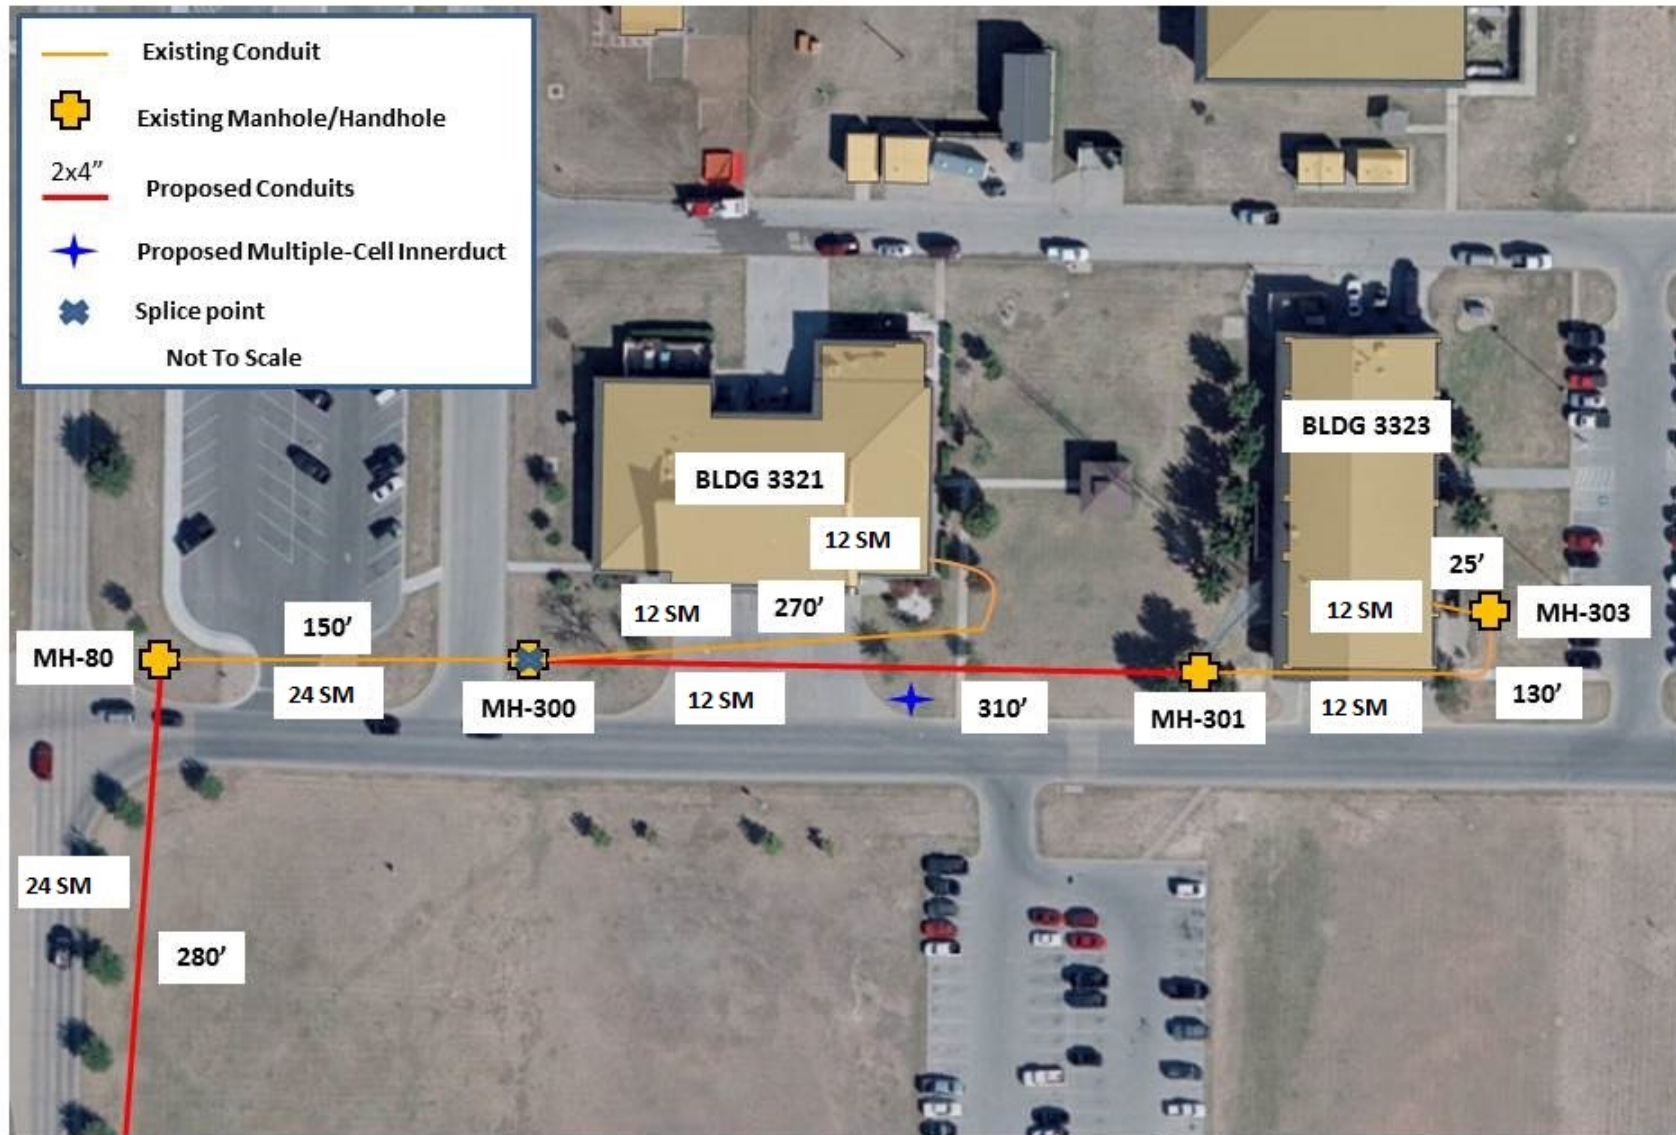 Existing Conduit
Existing Manhole/Handhole
2x4”
Proposed Conduits
Proposed Multiple-Cell Innerduct
Splice point
Not To Scale
BLDG 3323
BLDG 3321
12 SM
25’
12 SM
270’
12 SM
MH-303
150’
MH-80
24 SM
MH-300
12 SM
310’
MH-301
12 SM
130’
24 SM
280’